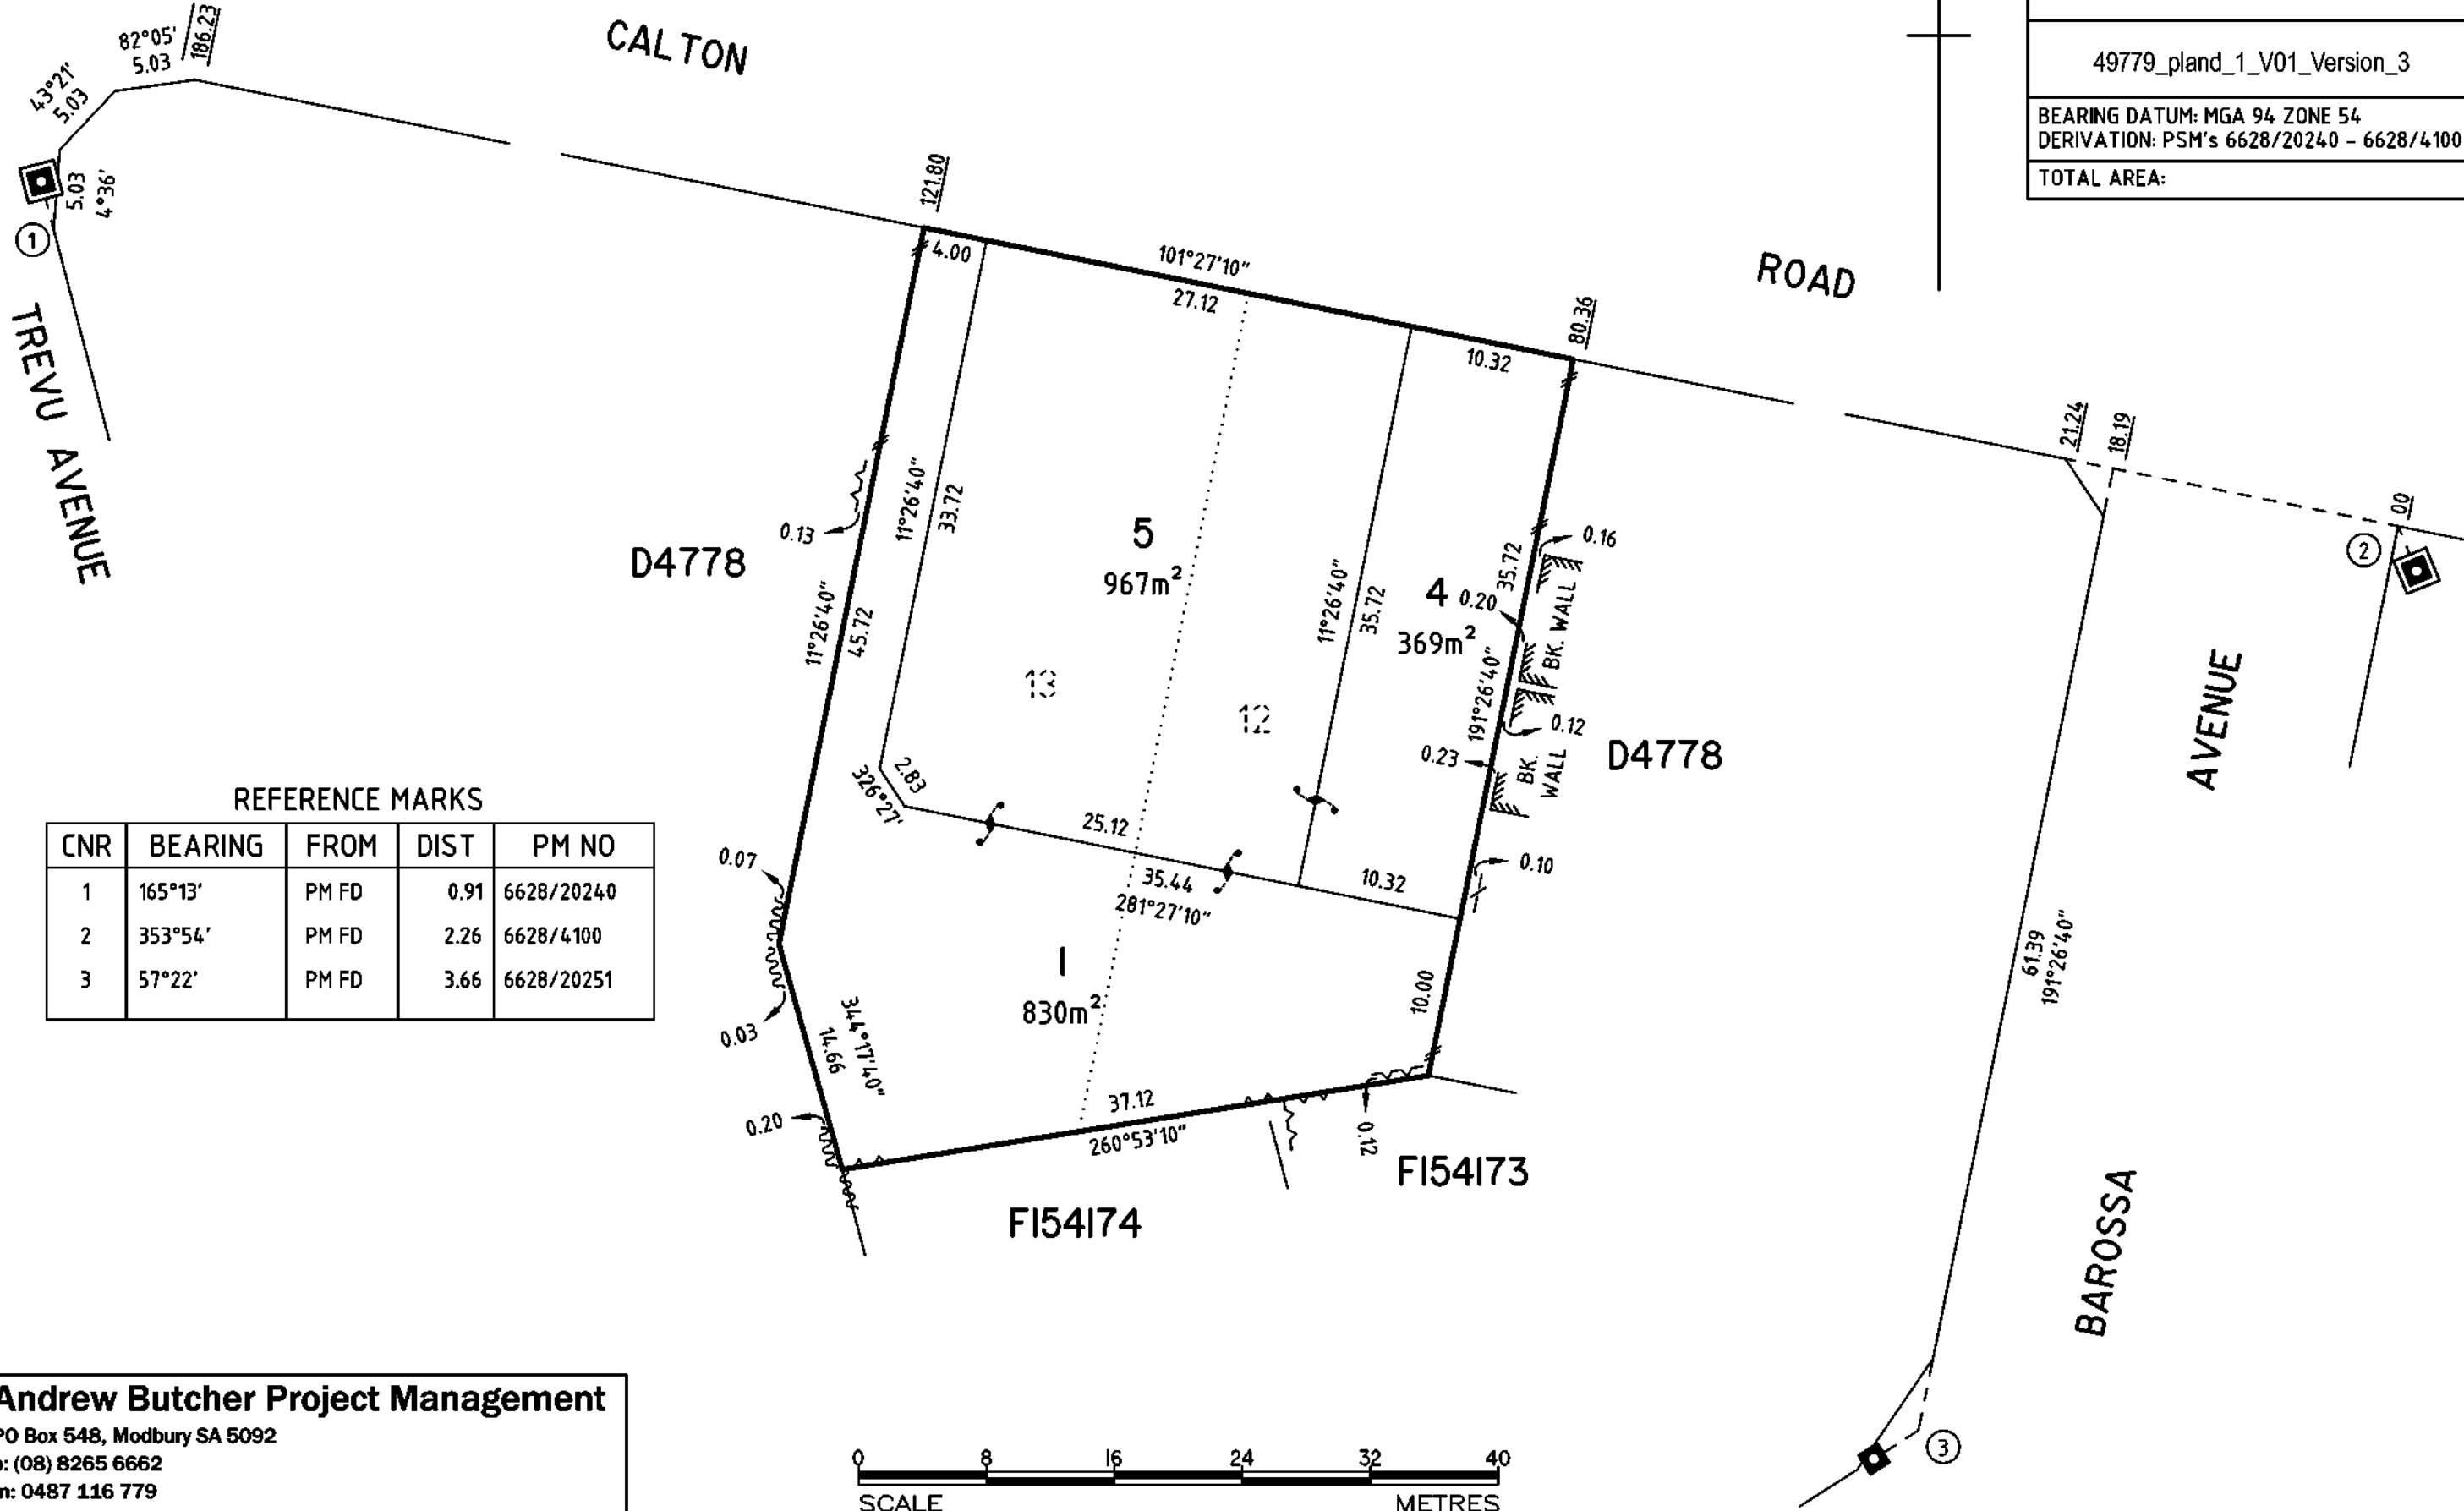 82°05'
5.03
186.23
43°21'
5.03
5.03
4°36'
1
TREVU AVENUE
CALTON
ROAD
49779_pland_1_V01_Version_3
BEARING DATUM: MGA 94 ZONE 54
DERIVATION: PSM's 6628/20240 - 6628/4100
TOTAL AREA:
121.80
4.00
101°27'10"
27.12
80.36
10.32
21.24
18.19
00
2
D4778
0.13
11°26'40"
45.72
11°26'40"
33.72
5
967m²
13
12
11°26'40"
35.72
4
369m²
35.72
191°26'40"
0.16
0.20
BK. WALL
0.12
0.23
BK.
WALL
D4778
0.10
2.83
326°27'
25.12
35.44
281°27'10"
10.32
0.07
0.03
1
830m²
10.00
344°17'40"
14.66
0.20
37.12
260°53'10"
0.12
F154173
F154174
61.39
191°26'40"
BAROSSA AVENUE
3
REFERENCE MARKS
CNR BEARING FROM DIST PM NO
1 165°13' PM FD 0.91 6628/20240
2 353°54' PM FD 2.26 6628/4100
3 57°22' PM FD 3.66 6628/20251
Andrew Butcher Project Management
PO Box 548, Modbury SA 5092
p: (08) 8265 6662
m: 0487 116 779
0 8 16 24 32 40
SCALE METRES